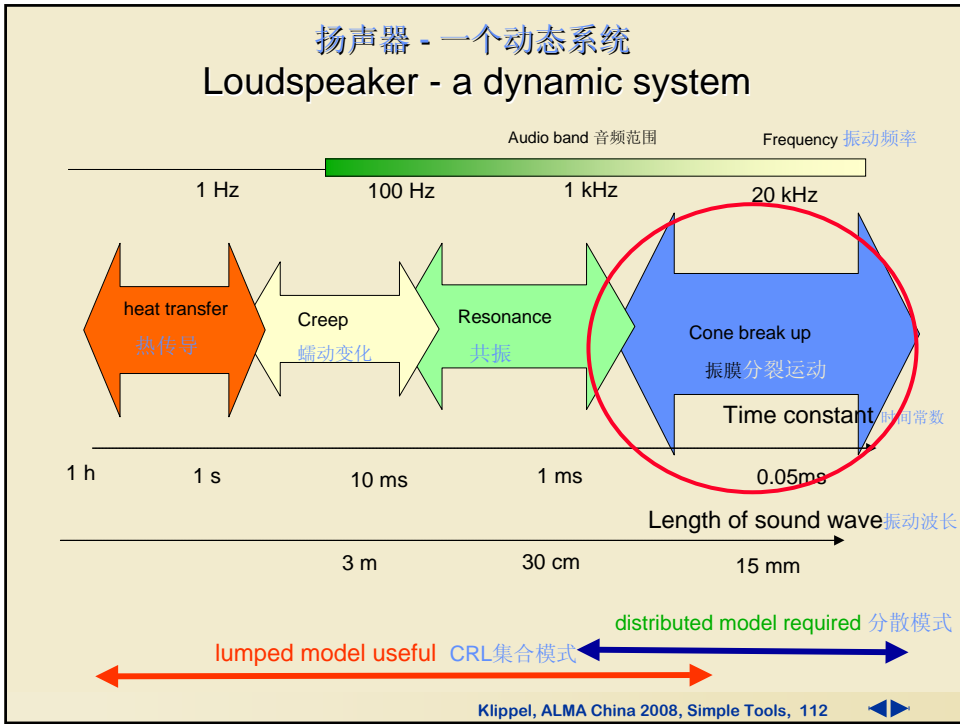 扬声器 - 一个动态系统
Loudspeaker - a dynamic system
Audio band 音频范围
Frequency 振动频率
1 Hz
100 Hz
1 kHz
20 kHz
heat transfer
热传导
Creep
蠕动变化
Resonance
共振
Cone break up
振膜分裂运动
Time constant 时间常数
1 h
1 s
10 ms
1 ms
0.05ms
Length of sound wave振动波长
3 m
30 cm
15 mm
distributed model required 分散模式
lumped model useful CRL集合模式
Klippel, ALMA China 2008, Simple Tools, 112